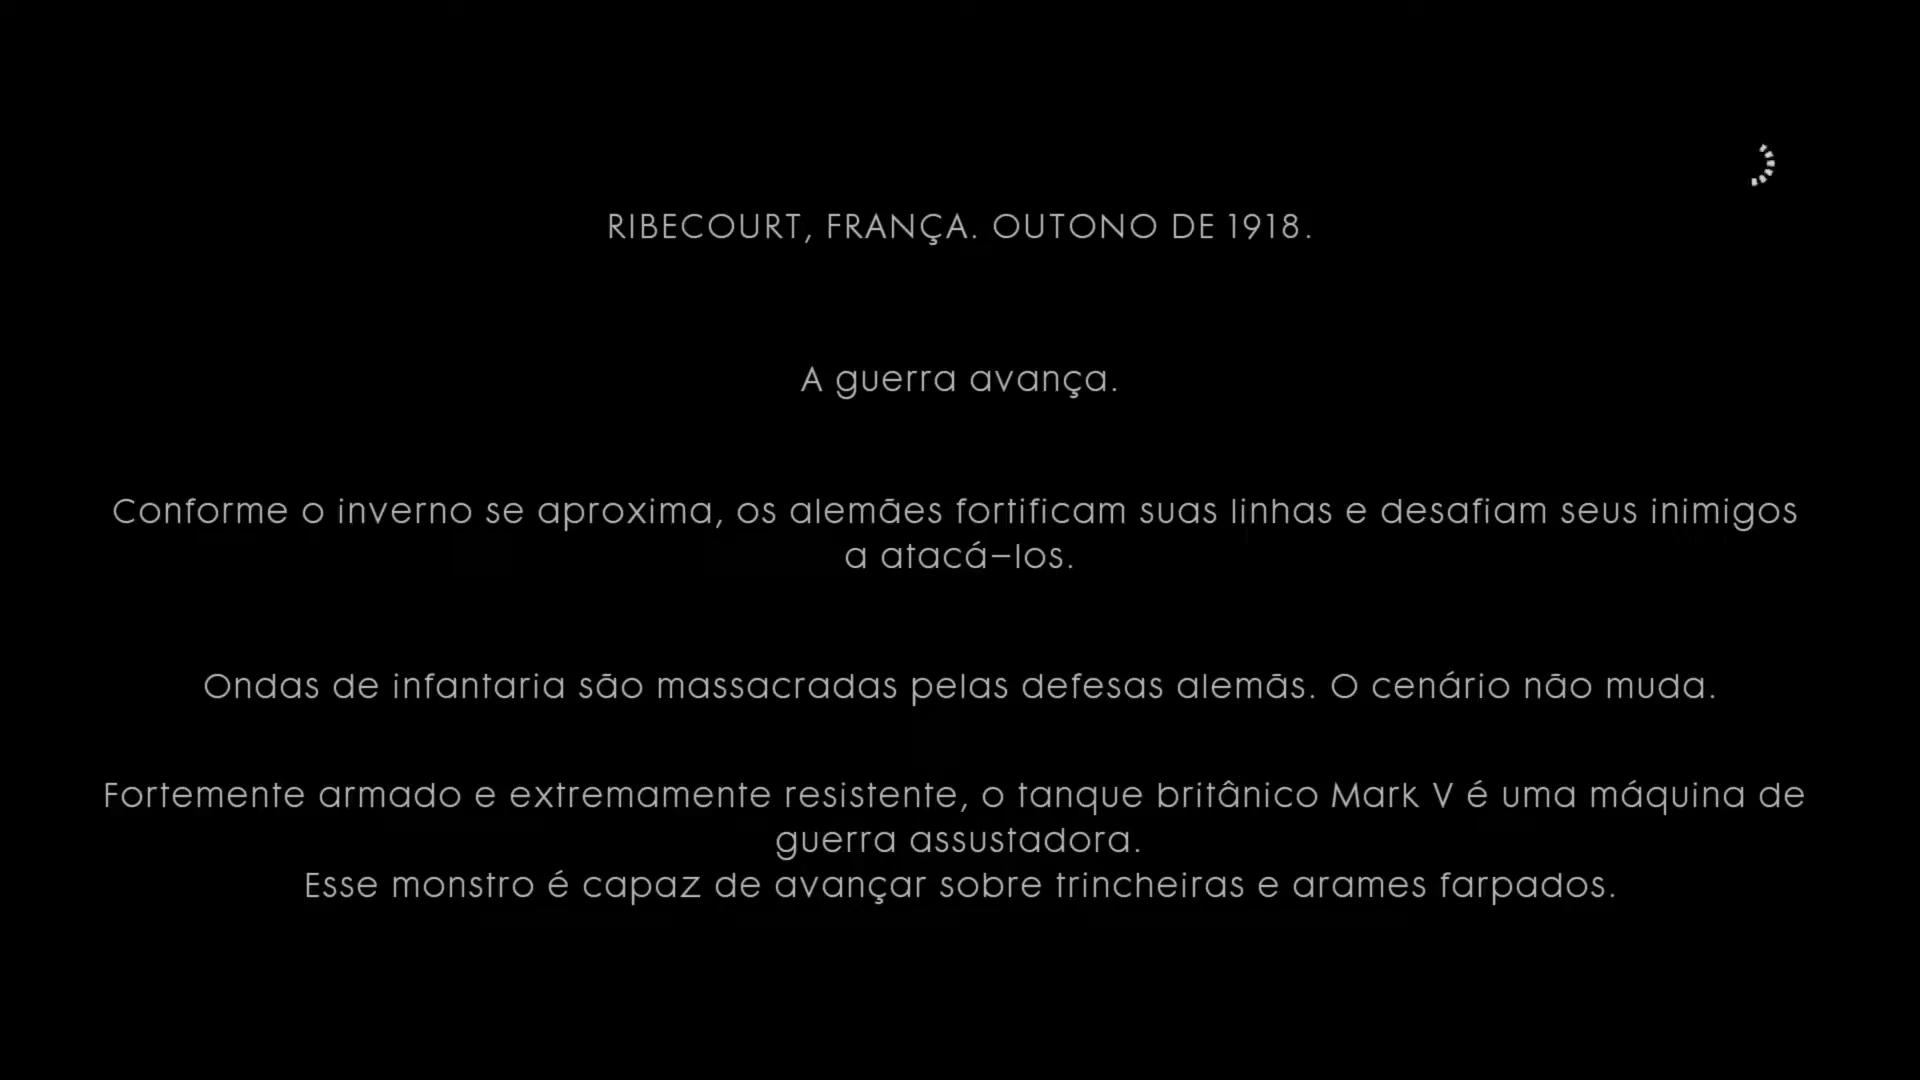 RIBECOURT, FRANÇA. OUTONO DE 1918.
A guerra avança.
Conforme o inverno se aproxima, os alemães fortificam suas linhas e desafiam seus inimigos
a atacá-los.
Ondas de infantaria são massacradas pelas defesas alemãs. O cenário não muda.
Fortemente armado e extremamente resistente, o tanque britânico Mark V é uma máquina de
guerra assustadora.
Esse monstro é capaz de avançar sobre trincheiras e arames farpados.